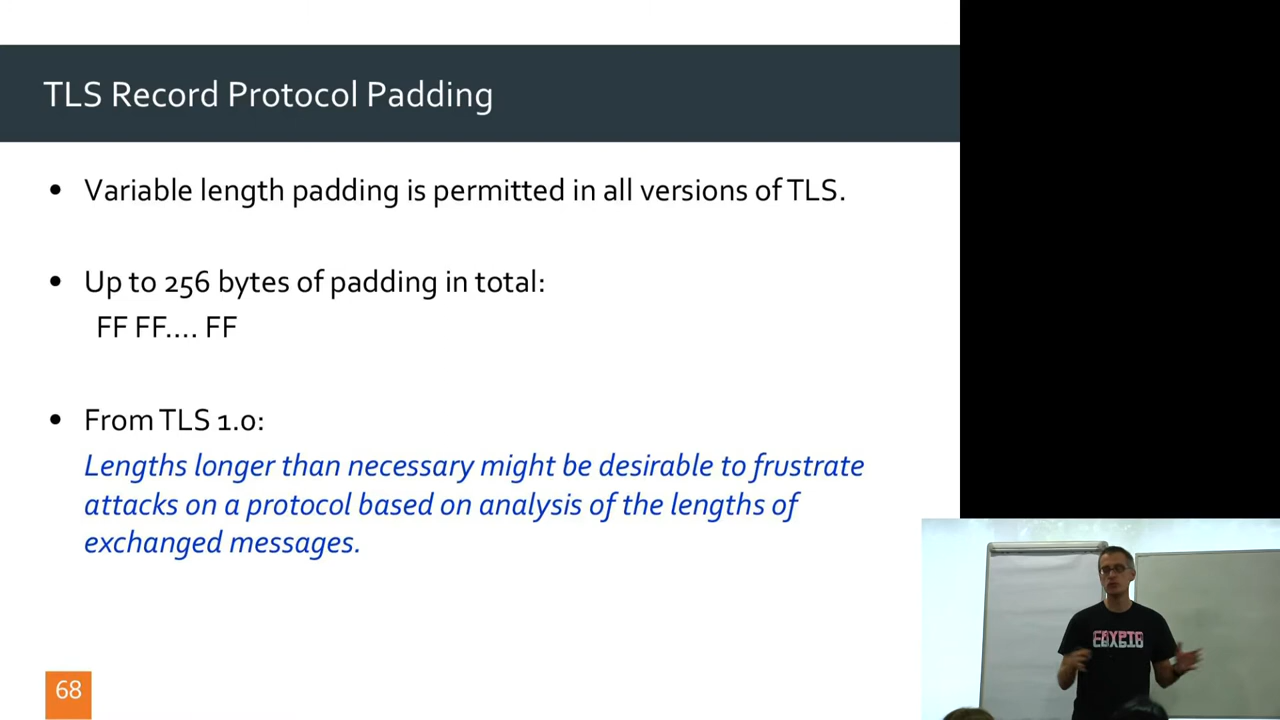 TLS Record Protocol Padding
• Variable length padding is permitted in all versions of TLS.
• Up to 256 bytes of padding in total:
FF FF.... FF
• From TLS 1.0:
Lengths longer than necessary might be desirable to frustrate
attacks on a protocol based on analysis of the lengths of
exchanged messages.
68